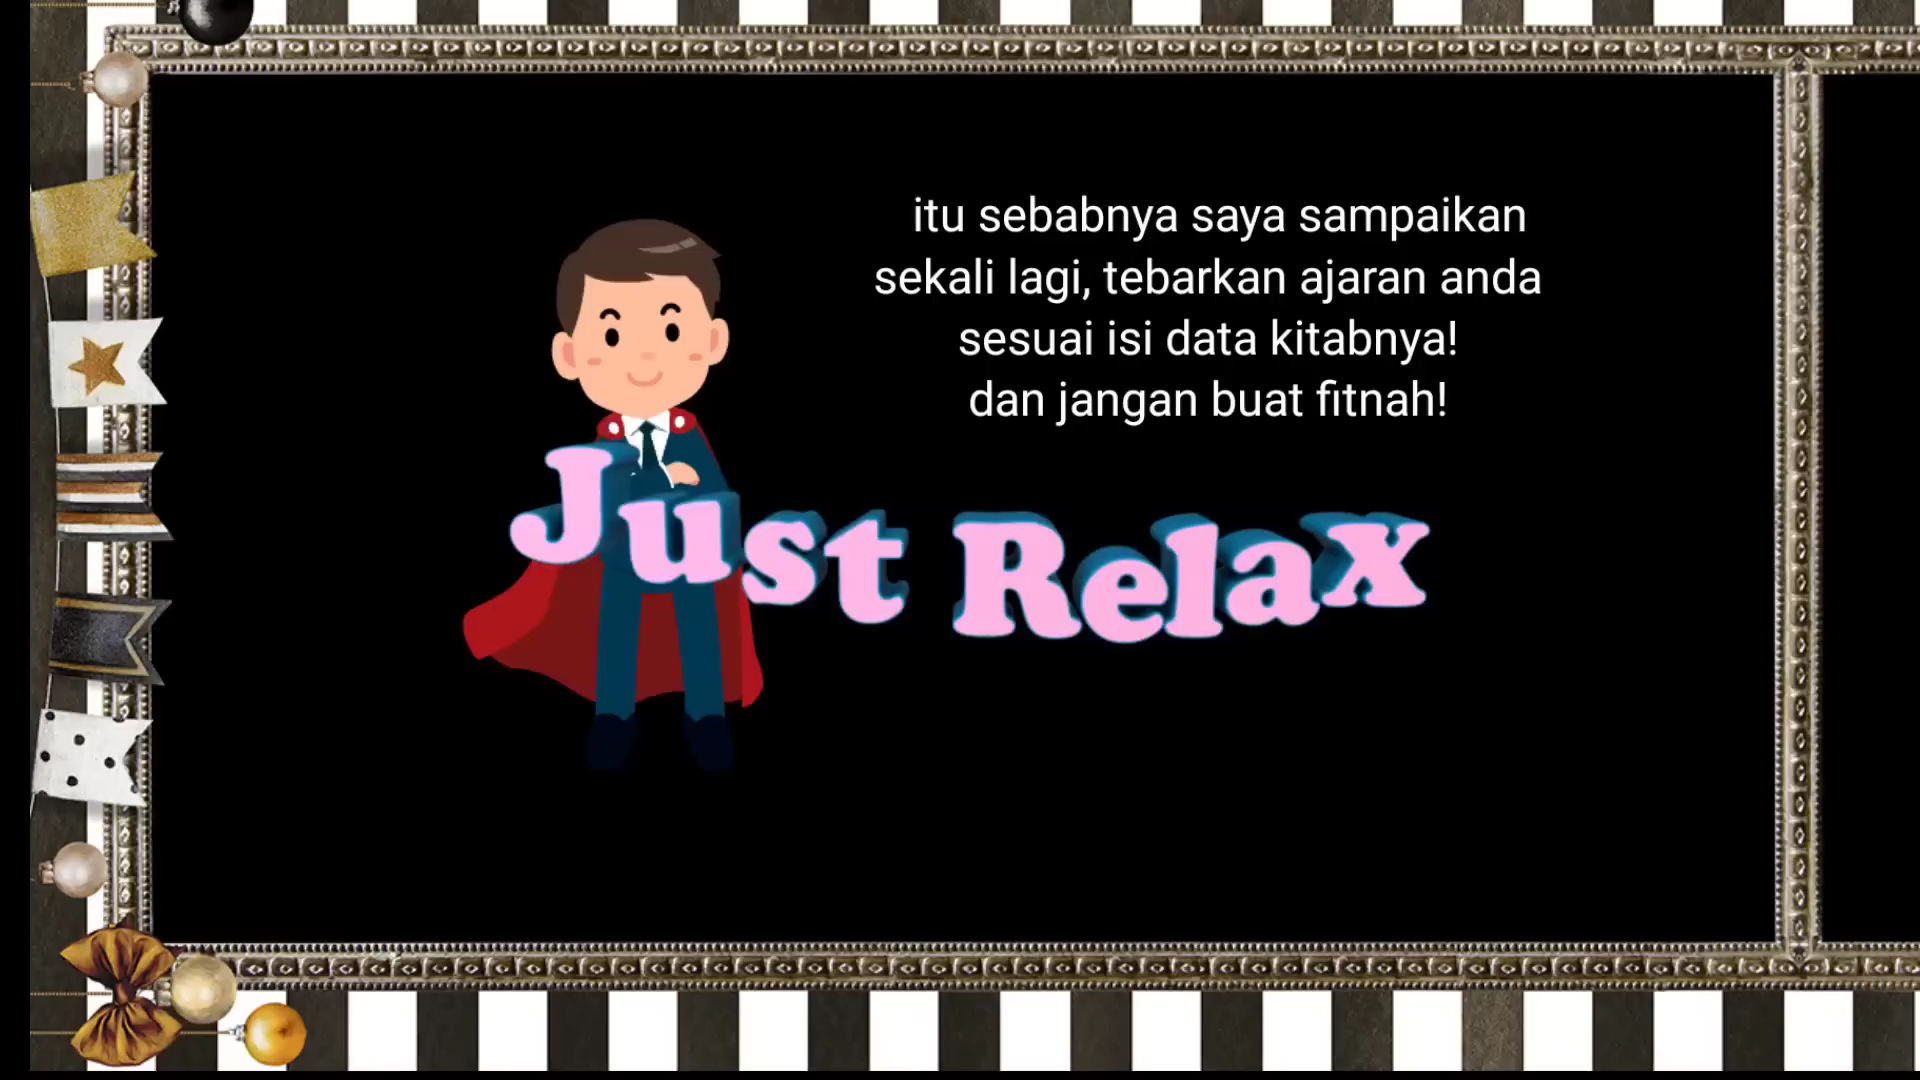 itu sebabnya saya sampaikan
sekali lagi, tebarkan ajaran anda
sesuai isi data kitabnya!
dan jangan buat fitnah!
Just Relax